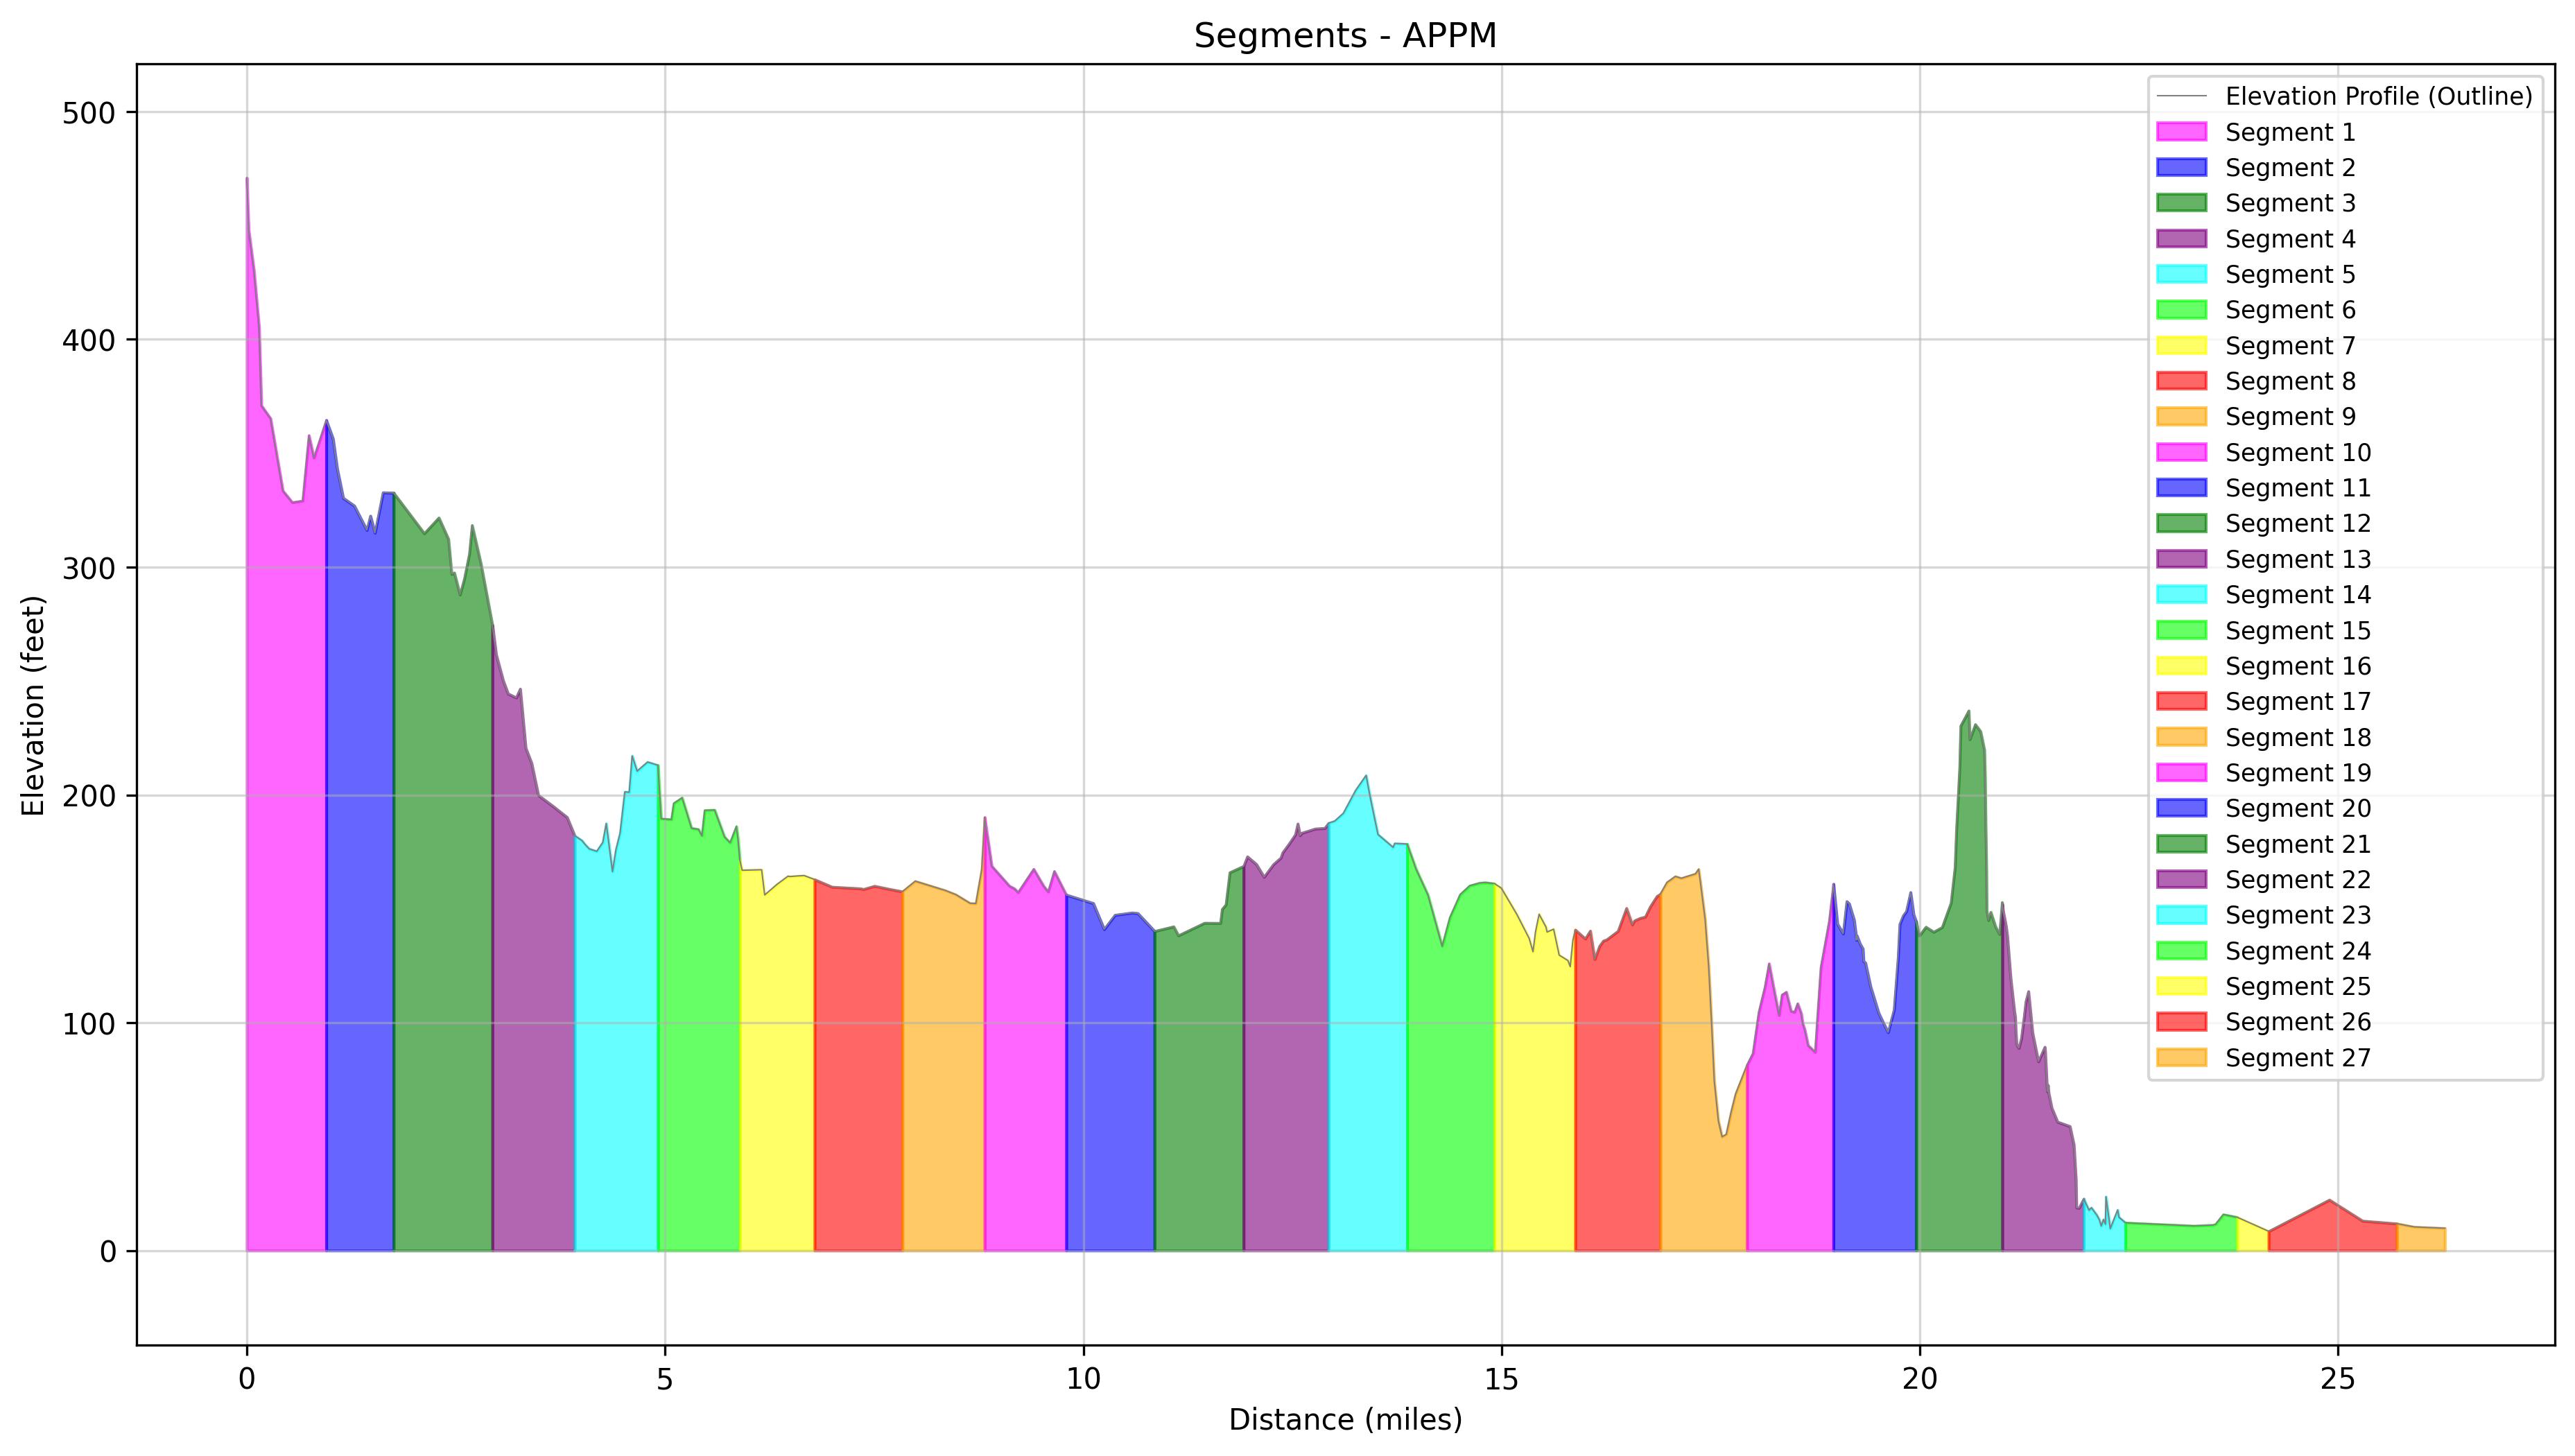 Segments - APPM
Elevation (feet)
500
400
300
200
100
0
0 5 10 15 20 25
Distance (miles)
Elevation Profile (Outline)
Segment 1
Segment 2
Segment 3
Segment 4
Segment 5
Segment 6
Segment 7
Segment 8
Segment 9
Segment 10
Segment 11
Segment 12
Segment 13
Segment 14
Segment 15
Segment 16
Segment 17
Segment 18
Segment 19
Segment 20
Segment 21
Segment 22
Segment 23
Segment 24
Segment 25
Segment 26
Segment 27